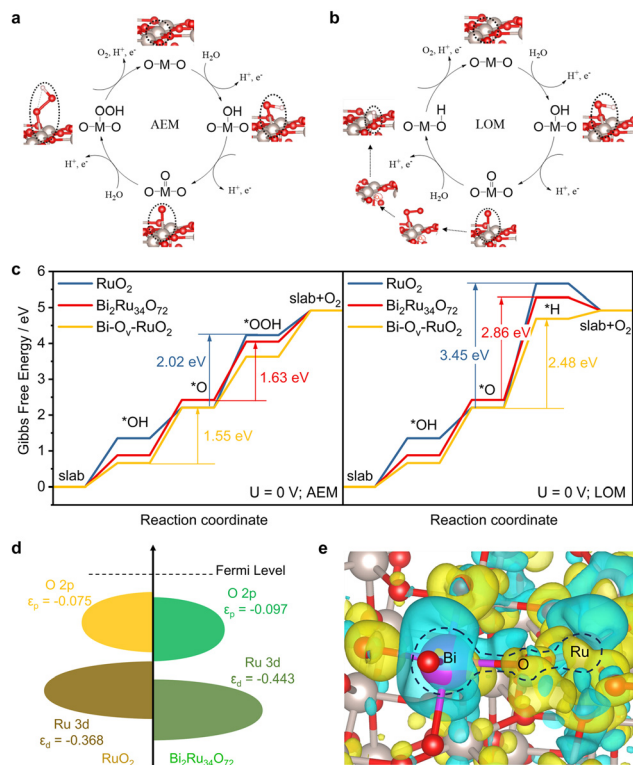 a
O₂, H⁺, e⁻
H₂O
O-M-O
H⁺, e⁻
OOH
O-M-O
AEM
OH
O-M-O
H⁺, e⁻
H₂O
O
O-M-O
H⁺, e⁻
b
O₂, H⁺, e⁻
H₂O
O-M-O
H⁺, e⁻
H
O-M-O
LOM
OH
O-M-O
H⁺, e⁻
H₂O
O
O-M-O
H⁺, e⁻
c
Gibbs Free Energy / eV
6
5
4
3
2
1
0
RuO₂
Bi₂Ru₃₄O₇₂
Bi-Oᵥ-RuO₂
slab
*OH
*O
*OOH
slab+O₂
2.02 eV
1.63 eV
1.55 eV
U = 0 V; AEM
Reaction coordinate
RuO₂
Bi₂Ru₃₄O₇₂
Bi-Oᵥ-RuO₂
slab
*OH
*O
*H
slab+O₂
3.45 eV
2.86 eV
2.48 eV
U = 0 V; LOM
Reaction coordinate
d
Fermi Level
O 2p
εₚ = -0.075
O 2p
εₚ = -0.097
Ru 3d
ε_d = -0.443
Ru 3d
ε_d = -0.368
RuO₂
Bi₂Ru₃₄O₇₂
e
Bi
O
Ru